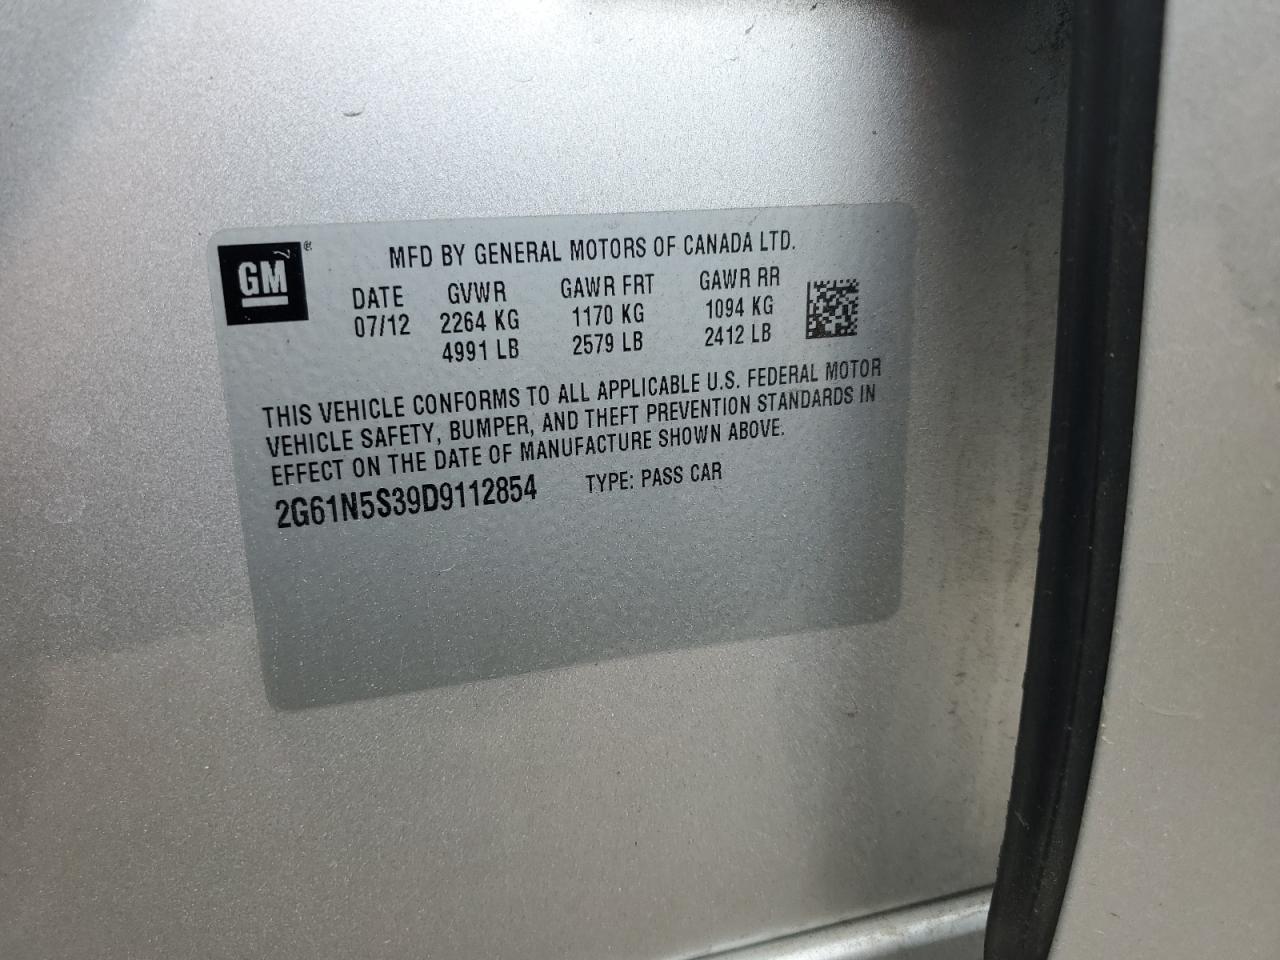 GM®
MFD BY GENERAL MOTORS OF CANADA LTD.
DATE GVWR GAWR FRT GAWR RR
07/12 2264 KG 1170 KG 1094 KG
4991 LB 2579 LB 2412 LB
THIS VEHICLE CONFORMS TO ALL APPLICABLE U.S. FEDERAL MOTOR
VEHICLE SAFETY, BUMPER, AND THEFT PREVENTION STANDARDS IN
EFFECT ON THE DATE OF MANUFACTURE SHOWN ABOVE.
2G61N5S39D9112854 TYPE: PASS CAR